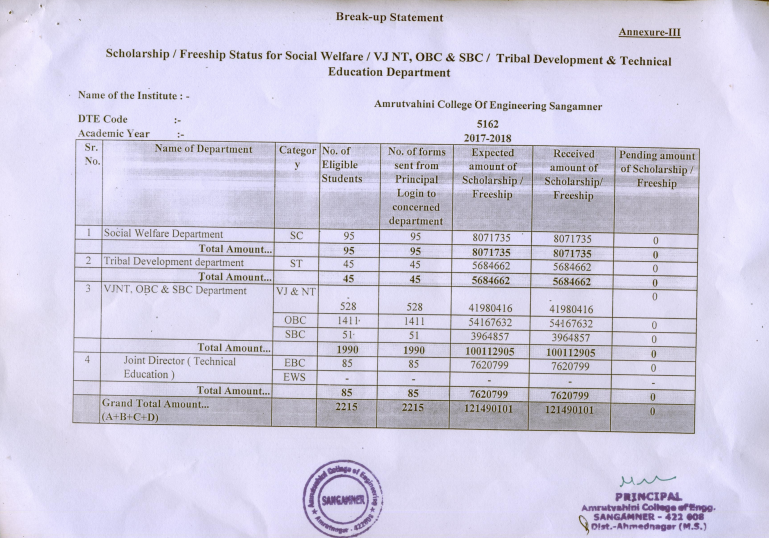 Break-up Statement
Annexure-III
Scholarship / Freeship Status for Social Welfare / VJ NT, OBC & SBC / Tribal Development & Technical
Education Department
Name of the Institute : -
Amrutvahini College Of Engineering Sangamner
DTE Code :- 5162
Academic Year :- 2017-2018
Sr. No. Name of Department Categor y No. of Eligible Students No. of forms sent from Principal Login to concerned department Expected amount of Scholarship / Freeship Received amount of Scholarship/ Freeship Pending amount of Scholarship / Freeship
1 Social Welfare Department SC 95 95 8071735 8071735 0
Total Amount... 95 95 8071735 8071735 0
2 Tribal Development department ST 45 45 5684662 5684662 0
Total Amount... 45 45 5684662 5684662 0
3 VJNT, OBC & SBC Department VJ & NT 528 528 41980416 41980416 0
OBC 1411 1411 54167632 54167632 0
SBC 51 51 3964857 3964857 0
Total Amount... 1990 1990 100112905 100112905 0
4 Joint Director ( Technical Education ) EBC 85 85 7620799 7620799 0
EWS - - - - -
Total Amount... 85 85 7620799 7620799 0
Grand Total Amount... 2215 2215 121490101 121490101 0
(A+B+C+D)
Amrutvahini College of Engineering
SANGAMNER
Ahmednagar - 422608
PRINCIPAL
Amrutvahini College of Engg.
SANGAMNER - 422 608
Dist.-Ahmednagar (M.S.)